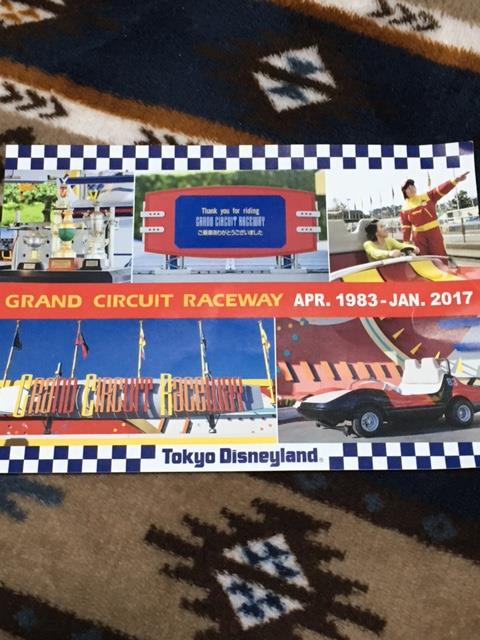 Thank you for riding
GRAND CIRCUIT RACEWAY
ご乗車ありがとうございました
GRAND CIRCUIT RACEWAY APR. 1983-JAN. 2017
GRAND CIRCUIT RACEWAY
Tokyo Disneyland®